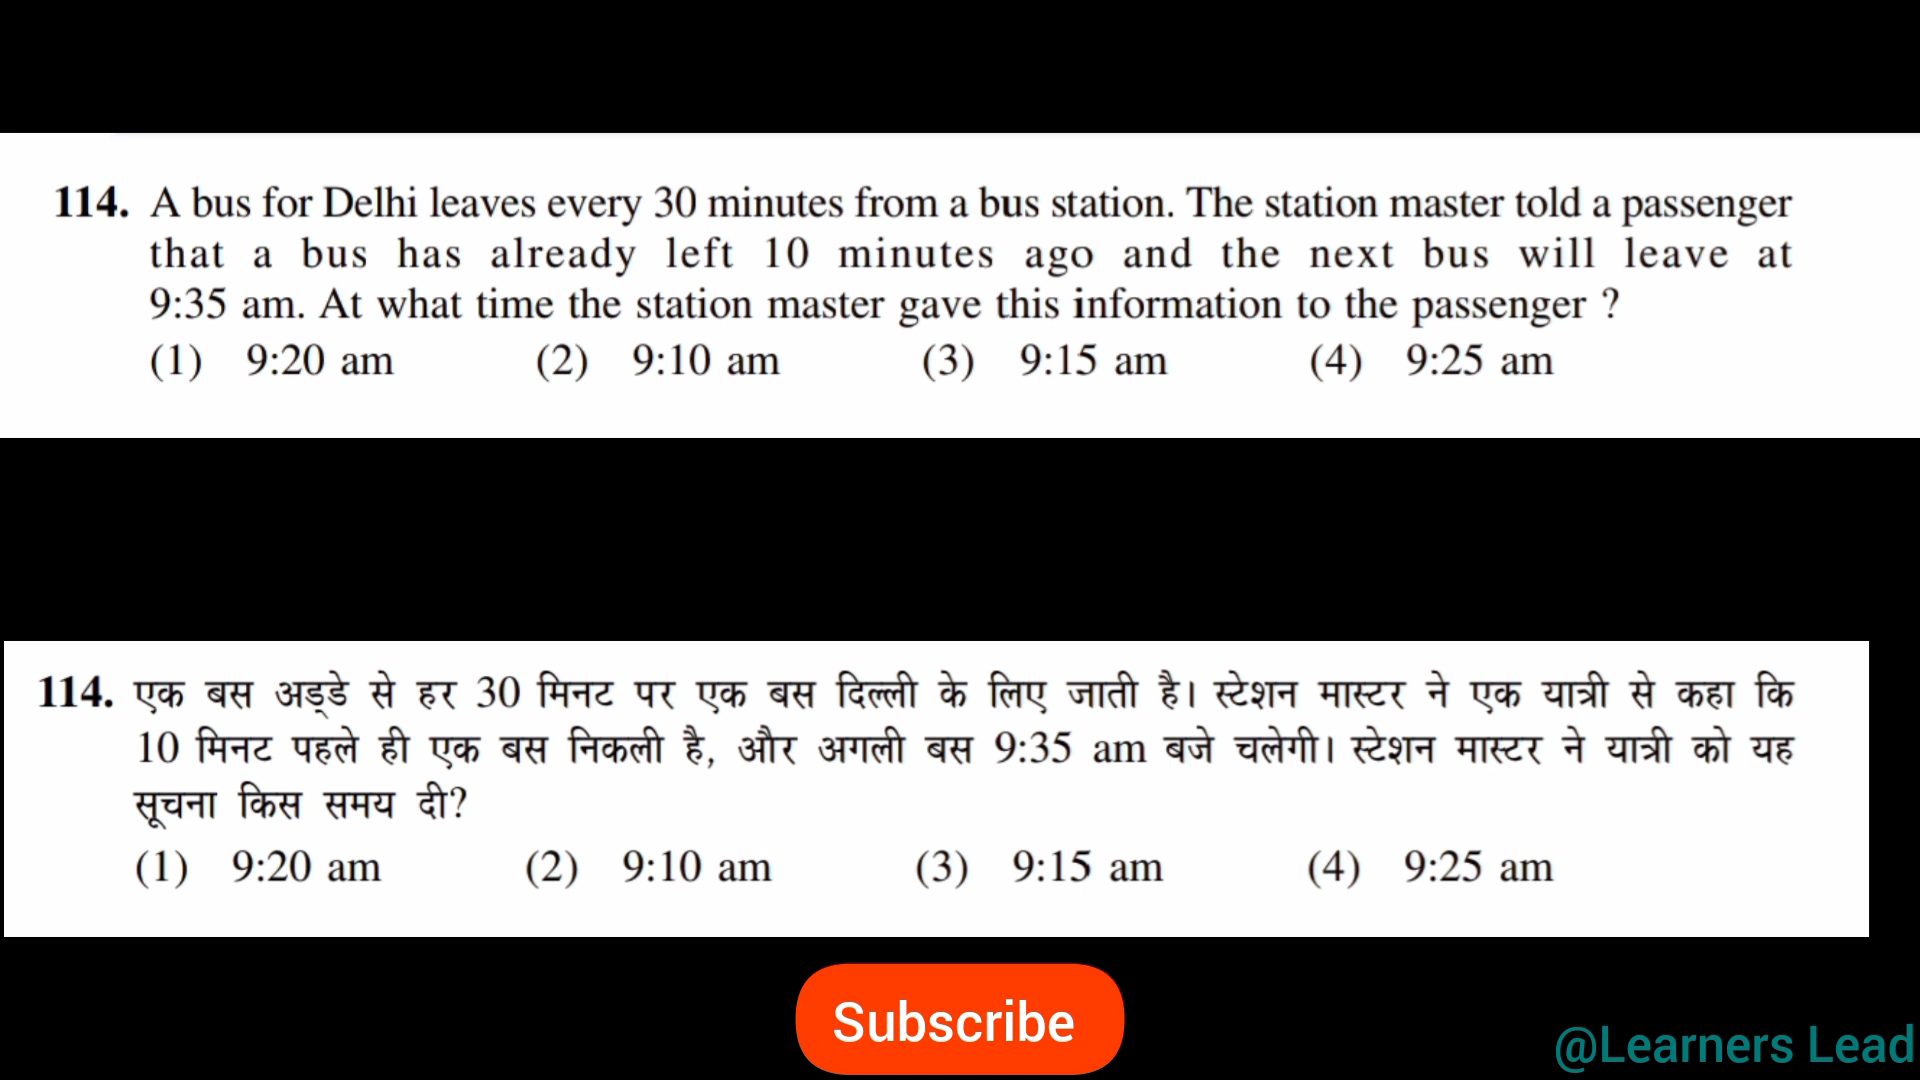 114. A bus for Delhi leaves every 30 minutes from a bus station. The station master told a passenger
that a bus has already left 10 minutes ago and the next bus will leave at
9:35 am. At what time the station master gave this information to the passenger ?
(1) 9:20 am (2) 9:10 am (3) 9:15 am (4) 9:25 am
114. एक बस अड्डे से हर 30 मिनट पर एक बस दिल्ली के लिए जाती है। स्टेशन मास्टर ने एक यात्री से कहा कि
10 मिनट पहले ही एक बस निकली है, और अगली बस 9:35 am बजे चलेगी। स्टेशन मास्टर ने यात्री को यह
सूचना किस समय दी?
(1) 9:20 am (2) 9:10 am (3) 9:15 am (4) 9:25 am
Subscribe
@Learners Lead